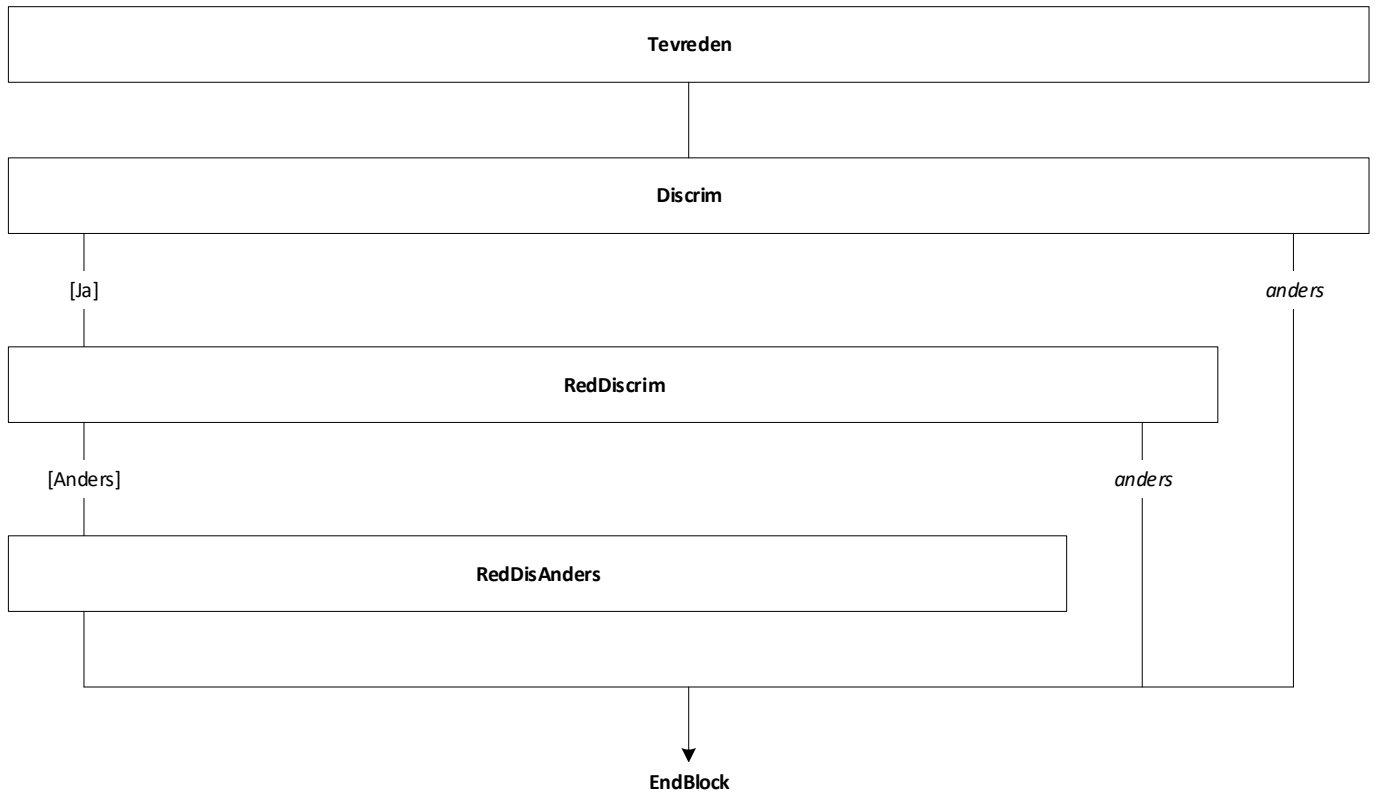 Tevreden
Discrim
[Ja]
anders
RedDiscrim
[Anders]
anders
RedDisAnders
EndBlock